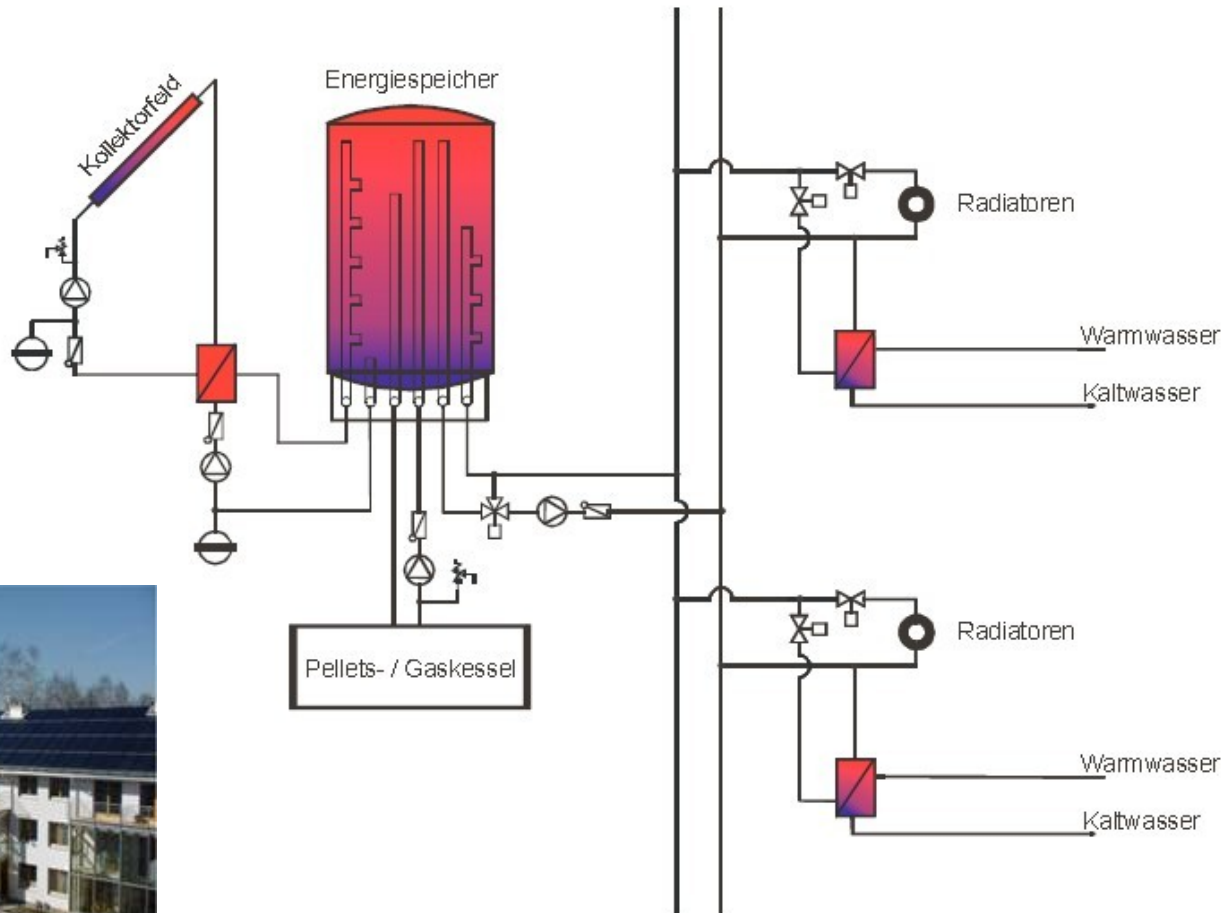 Energiespeicher
Kollektorfeld
Radiatoren
Warmwasser
Kaltwasser
Pellets- / Gaskessel
Radiatoren
Warmwasser
Kaltwasser